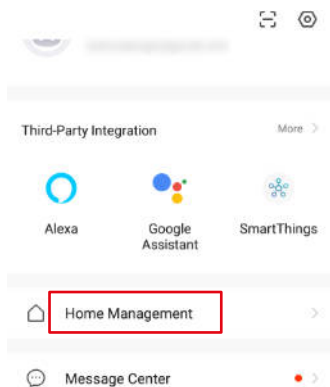 Third-Party Integration
More
Alexa
Google
Assistant
SmartThings
Home Management
Message Center